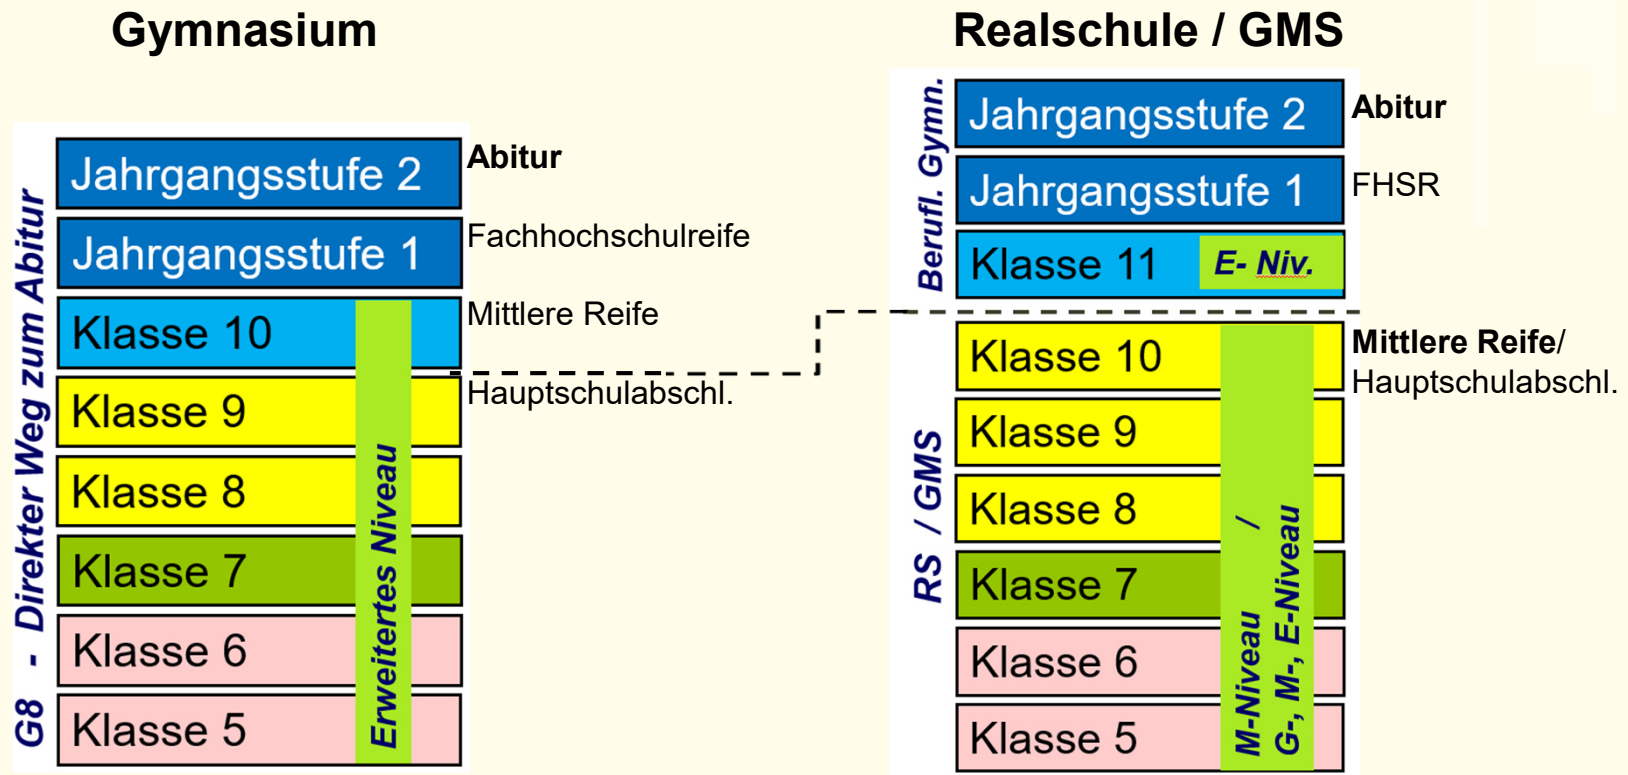 Gymnasium
G8 - Direkter Weg zum Abitur
Jahrgangsstufe 2
Abitur
Jahrgangsstufe 1
Fachhochschulreife
Klasse 10
Mittlere Reife
Klasse 9
Hauptschulabschl.
Klasse 8
Klasse 7
Klasse 6
Klasse 5
Erweitertes Niveau
Realschule / GMS
Berufl. Gymn.
Jahrgangsstufe 2
Abitur
Jahrgangsstufe 1
FHSR
Klasse 11
E- Niv.
RS / GMS
Klasse 10
Mittlere Reife/
Hauptschulabschl.
Klasse 9
Klasse 8
Klasse 7
Klasse 6
Klasse 5
M-Niveau /
G-, M-, E-Niveau